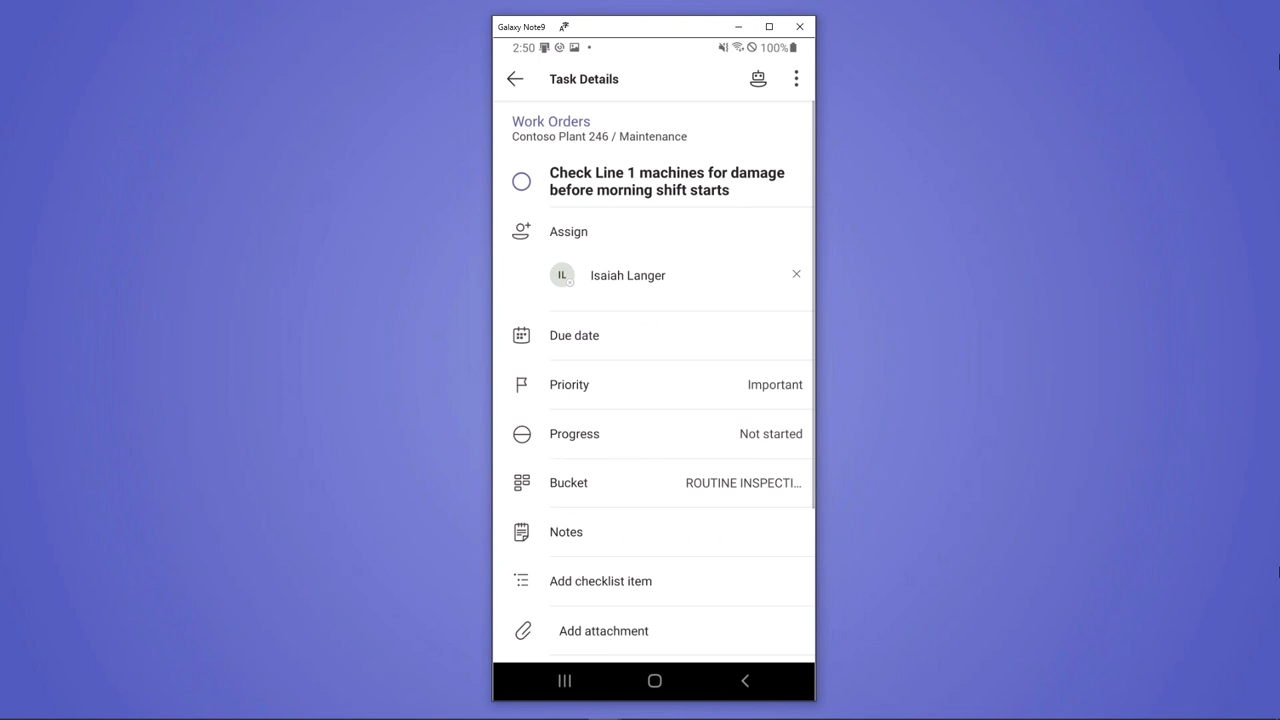 Galaxy Note9
2:50
100%
Task Details
Work Orders
Contoso Plant 246 / Maintenance
Check Line 1 machines for damage
before morning shift starts
Assign
IL
Isaiah Langer
Due date
Priority
Important
Progress
Not started
Bucket
ROUTINE INSPECTI...
Notes
Add checklist item
Add attachment